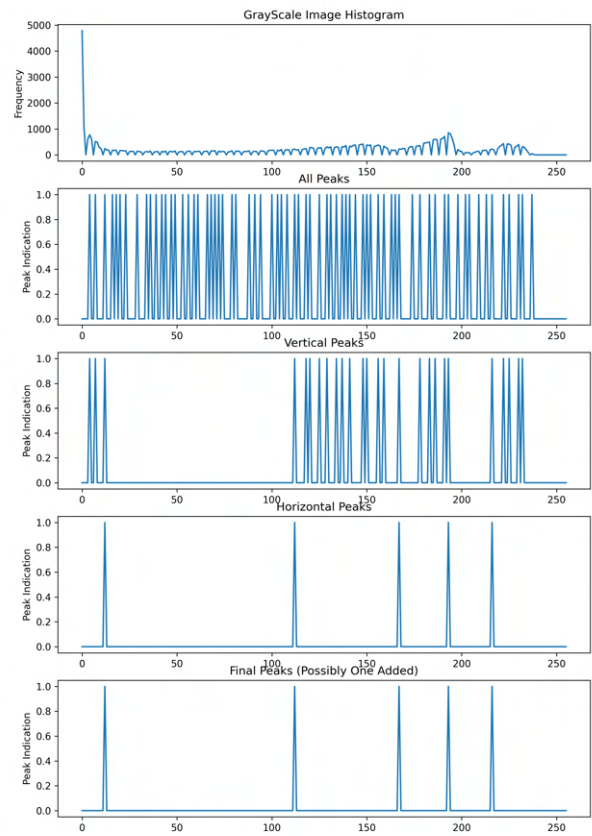 GrayScale Image Histogram
Frequency
5000
4000
3000
2000
1000
0
0 50 100 150 200 250
All Peaks
Peak Indication
1.0
0.8
0.6
0.4
0.2
0.0
0 50 100 150 200 250
Vertical Peaks
Peak Indication
1.0
0.8
0.6
0.4
0.2
0.0
0 50 100 150 200 250
Horizontal Peaks
Peak Indication
1.0
0.8
0.6
0.4
0.2
0.0
0 50 100 150 200 250
Final Peaks (Possibly One Added)
Peak Indication
1.0
0.8
0.6
0.4
0.2
0.0
0 50 100 150 200 250